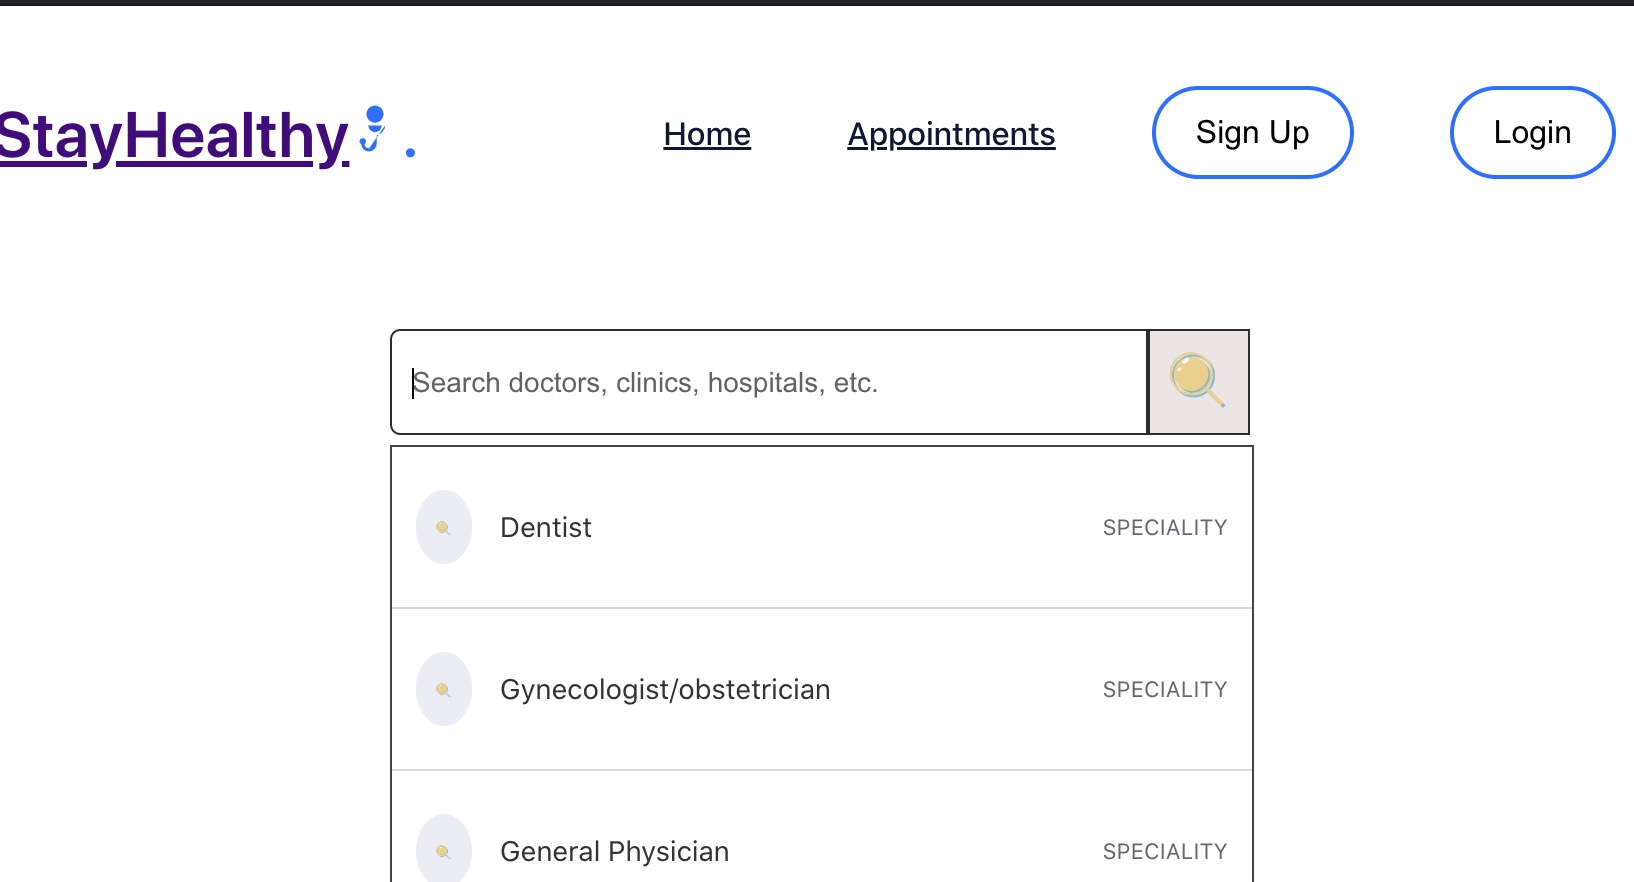 StayHealthy .
Home
Appointments
Sign Up
Login
Search doctors, clinics, hospitals, etc.
Dentist SPECIALITY
Gynecologist/obstetrician SPECIALITY
General Physician SPECIALITY